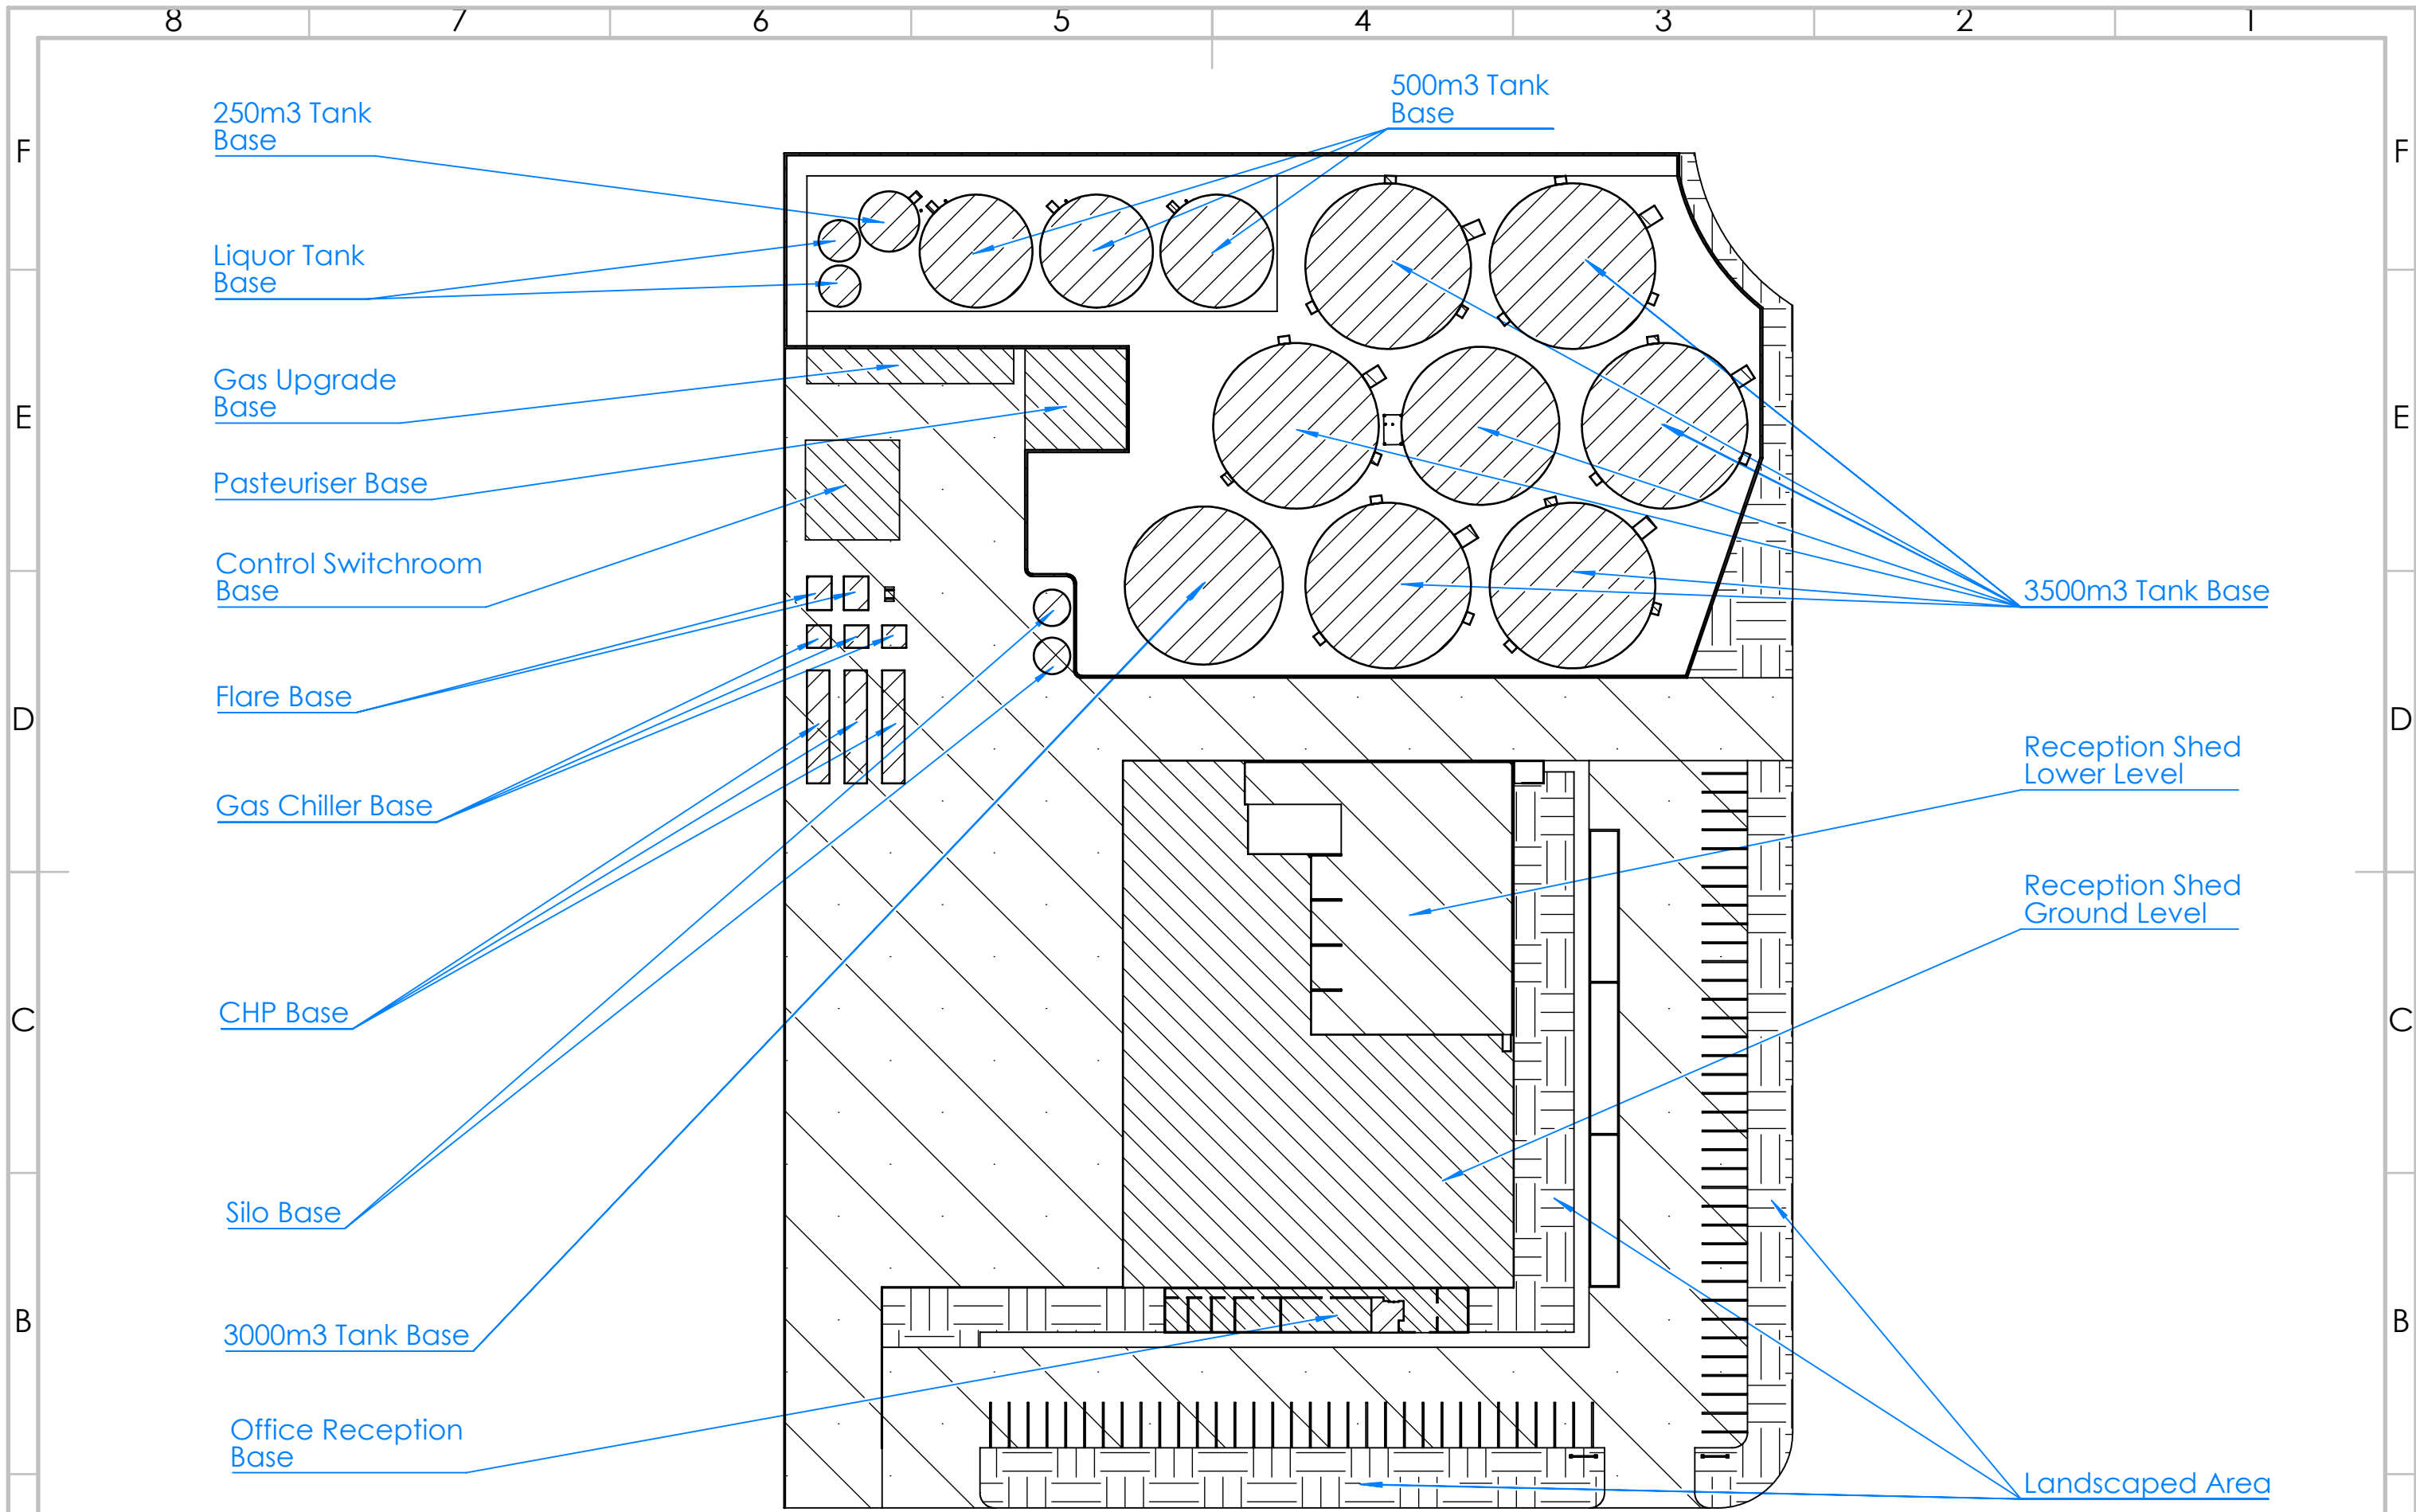 8 7 6 5 4 3 2 1
F
F
E
E
D
D
C
C
B
B
250m3 Tank
Base
Liquor Tank
Base
Gas Upgrade
Base
Pasteuriser Base
Control Switchroom
Base
Flare Base
Gas Chiller Base
CHP Base
Silo Base
3000m3 Tank Base
Office Reception
Base
500m3 Tank
Base
3500m3 Tank Base
Reception Shed
Lower Level
Reception Shed
Ground Level
Landscaped Area